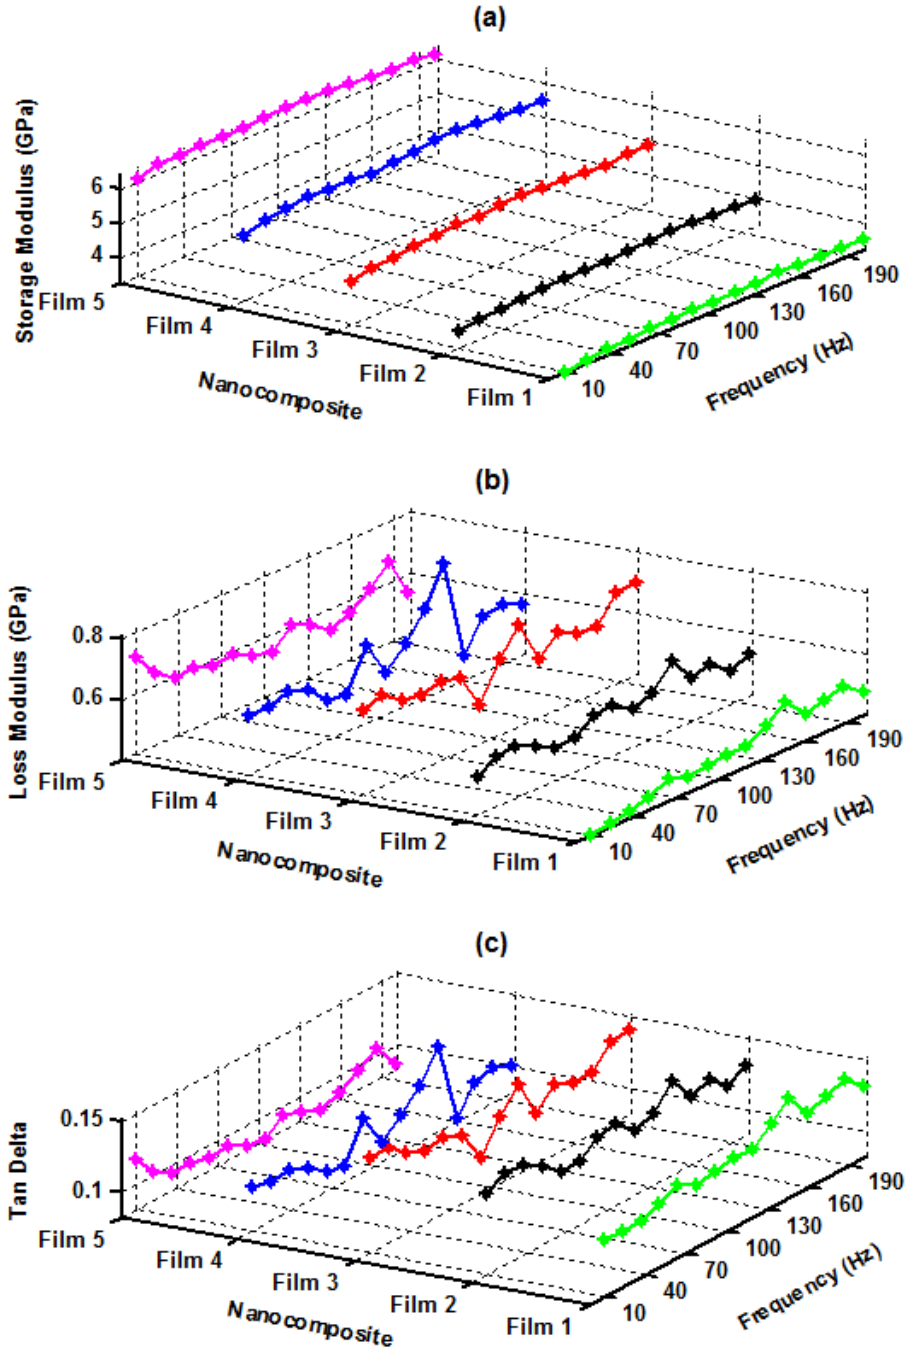 (a)
Storage Modulus (GPa)
6
5
4
Film 5
Film 4
Film 3
Film 2
Film 1
Nanocomposite
10
40
70
100
130
160
190
Frequency (Hz)
(b)
Loss Modulus (GPa)
0.8
0.6
Film 5
Film 4
Film 3
Film 2
Film 1
Nanocomposite
10
40
70
100
130
160
190
Frequency (Hz)
(c)
Tan Delta
0.15
0.1
Film 5
Film 4
Film 3
Film 2
Film 1
Nanocomposite
10
40
70
100
130
160
190
Frequency (Hz)